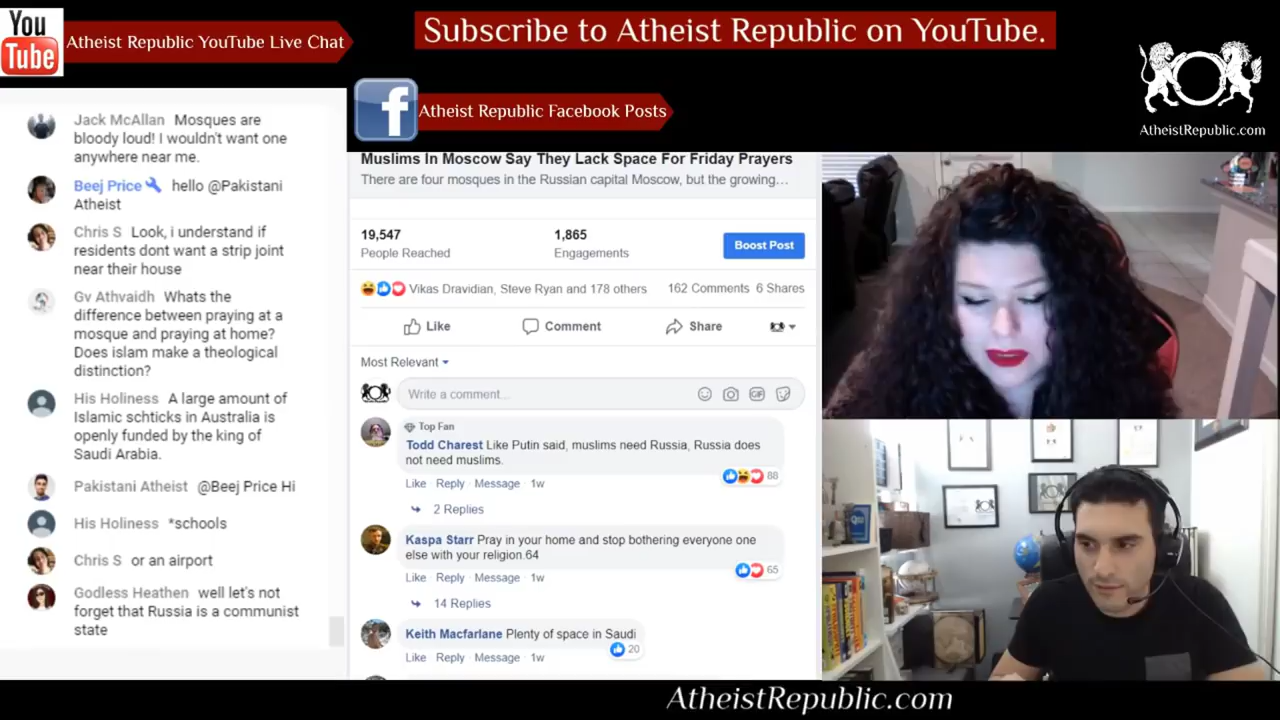 You
Tube
Atheist Republic YouTube Live Chat
Subscribe to Atheist Republic on YouTube.
AtheistRepublic.com
f
Atheist Republic Facebook Posts
Jack McAllan Mosques are
bloody loud! I wouldn't want one
anywhere near me.
Beej Price hello @Pakistani
Atheist
Chris S Look, i understand if
residents dont want a strip joint
near their house
Gv Athvaidh Whats the
difference between praying at a
mosque and praying at home?
Does islam make a theological
distinction?
His Holiness A large amount of
Islamic schticks in Australia is
openly funded by the king of
Saudi Arabia.
Pakistani Atheist @Beej Price Hi
His Holiness *schools
Chris S or an airport
Godless Heathen well let's not
forget that Russia is a communist
state
Muslims In Moscow Say They Lack Space For Friday Prayers
There are four mosques in the Russian capital Moscow, but the growing...
19,547
People Reached
1,865
Engagements
Boost Post
Vikas Dravidian, Steve Ryan and 178 others
162 Comments 6 Shares
Like
Comment
Share
Most Relevant
Write a comment...
GIF
Top Fan
Todd Charest Like Putin said, muslims need Russia, Russia does
not need muslims.
88
Like Reply Message 1w
2 Replies
Kaspa Starr Pray in your home and stop bothering everyone one
else with your religion.64
65
Like Reply Message 1w
14 Replies
Keith Macfarlane Plenty of space in Saudi
20
Like Reply Message 1w
AtheistRepublic.com